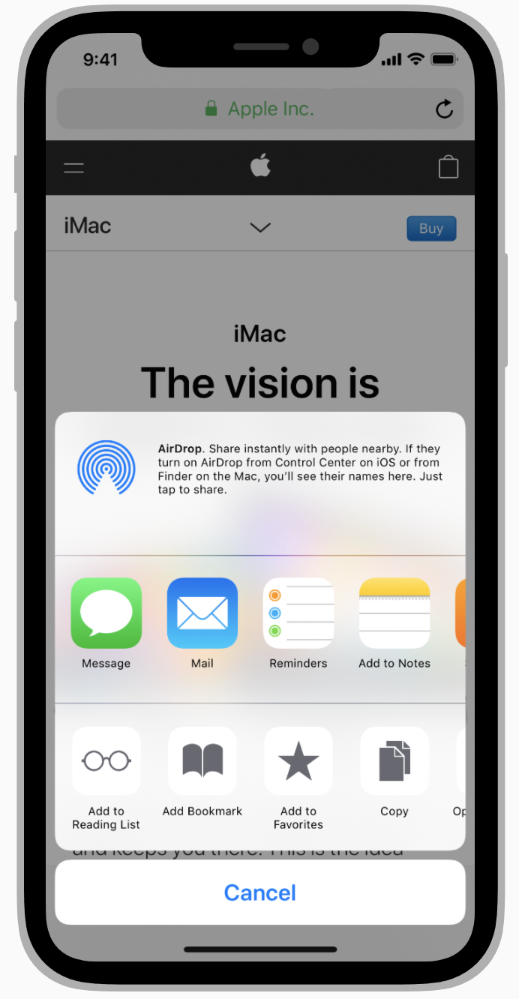 9:41
Apple Inc.
iMac
Buy
iMac
The vision is
AirDrop. Share instantly with people nearby. If they
turn on AirDrop from Control Center on iOS or from
Finder on the Mac, you'll see their names here. Just
tap to share.
Message
Mail
Reminders
Add to Notes
Add to
Reading List
Add Bookmark
Add to
Favorites
Copy
and keeps you there. This is the idea
Cancel